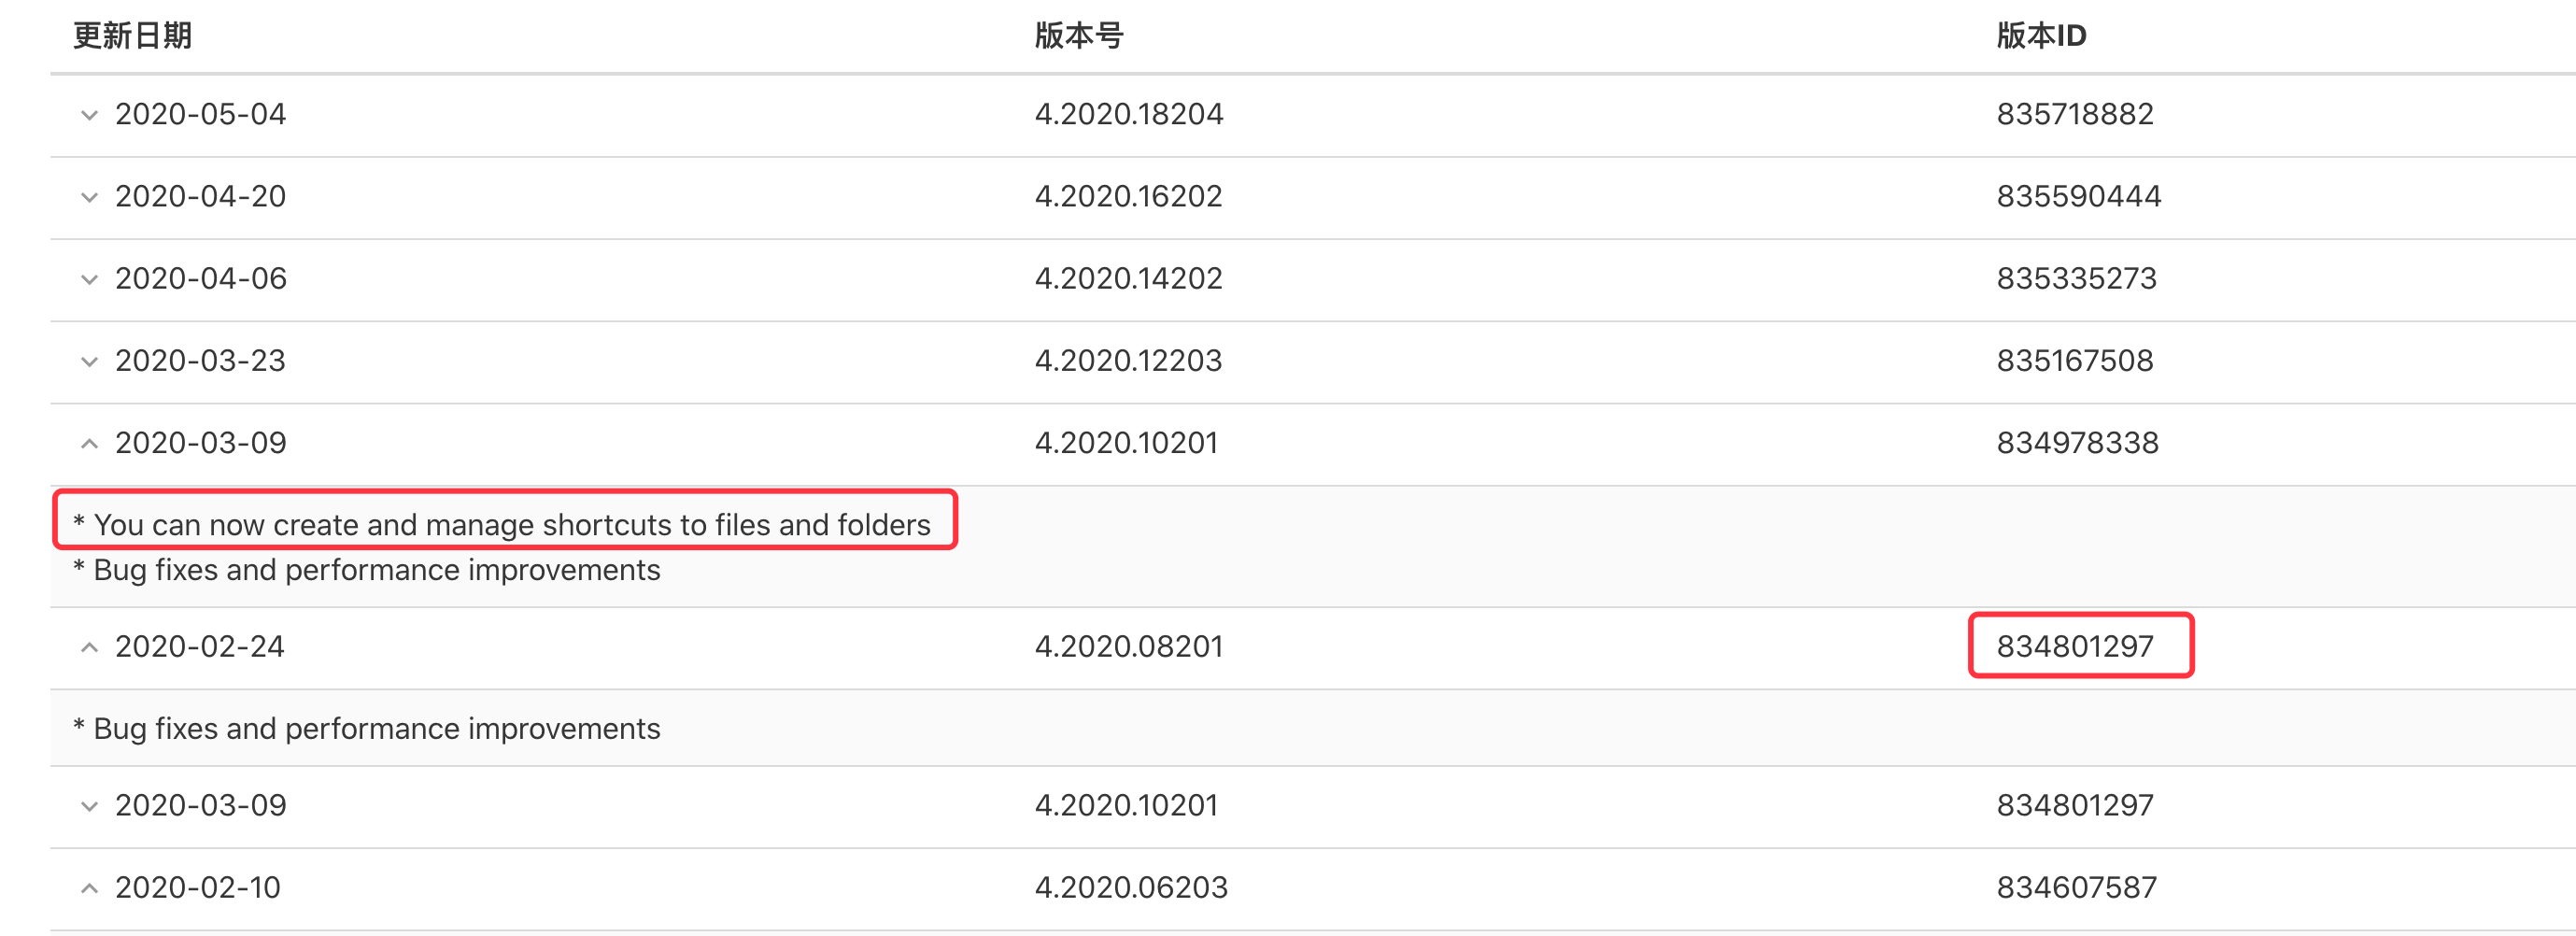 更新日期 版本号 版本ID
2020-05-04 4.2020.18204 835718882
2020-04-20 4.2020.16202 835590444
2020-04-06 4.2020.14202 835335273
2020-03-23 4.2020.12203 835167508
2020-03-09 4.2020.10201 834978338
* You can now create and manage shortcuts to files and folders
* Bug fixes and performance improvements
2020-02-24 4.2020.08201 834801297
* Bug fixes and performance improvements
2020-03-09 4.2020.10201 834801297
2020-02-10 4.2020.06203 834607587